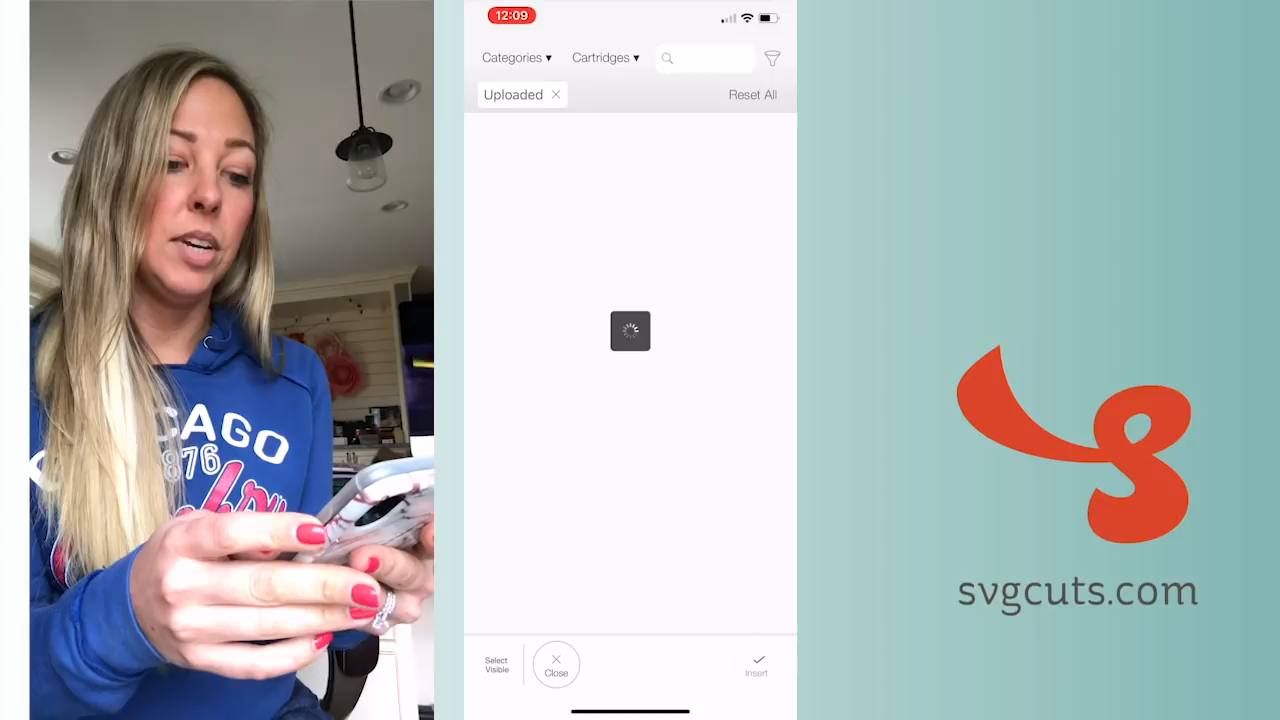 12:09
Categories ▾ Cartridges ▾
Uploaded ×
Reset All
CAGO
876
Select
Visible
Close
Insert
svgcuts.com